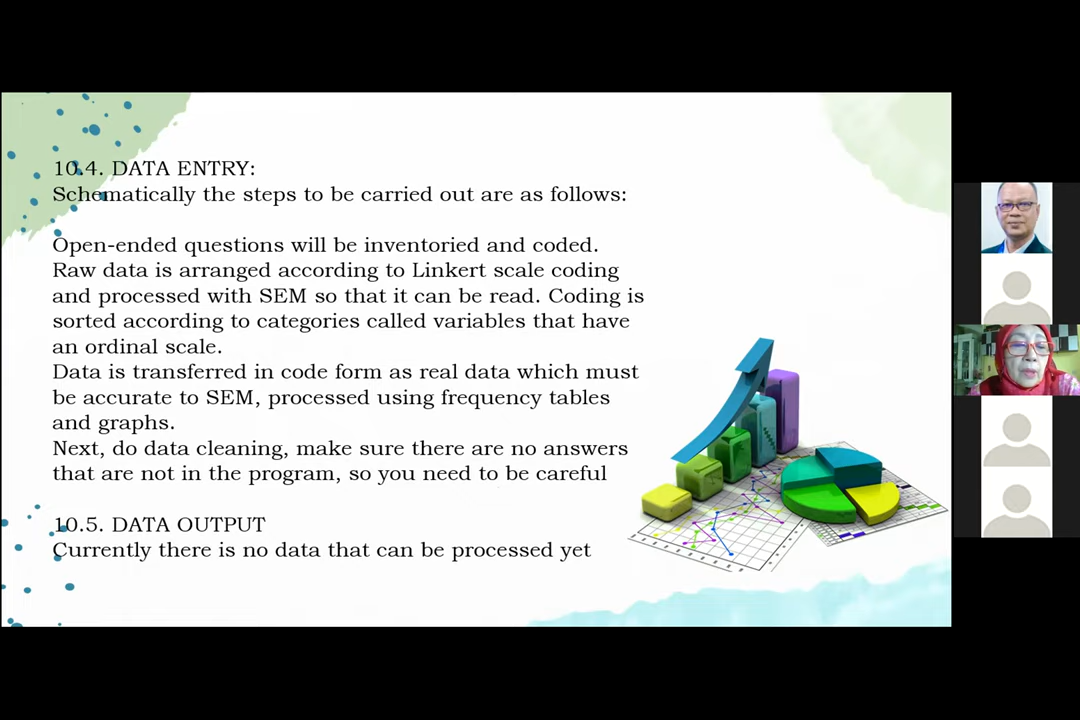 10.4. DATA ENTRY:
Schematically the steps to be carried out are as follows:
Open-ended questions will be inventoried and coded.
Raw data is arranged according to Linkert scale coding
and processed with SEM so that it can be read. Coding is
sorted according to categories called variables that have
an ordinal scale.
Data is transferred in code form as real data which must
be accurate to SEM, processed using frequency tables
and graphs.
Next, do data cleaning, make sure there are no answers
that are not in the program, so you need to be careful
10.5. DATA OUTPUT
Currently there is no data that can be processed yet